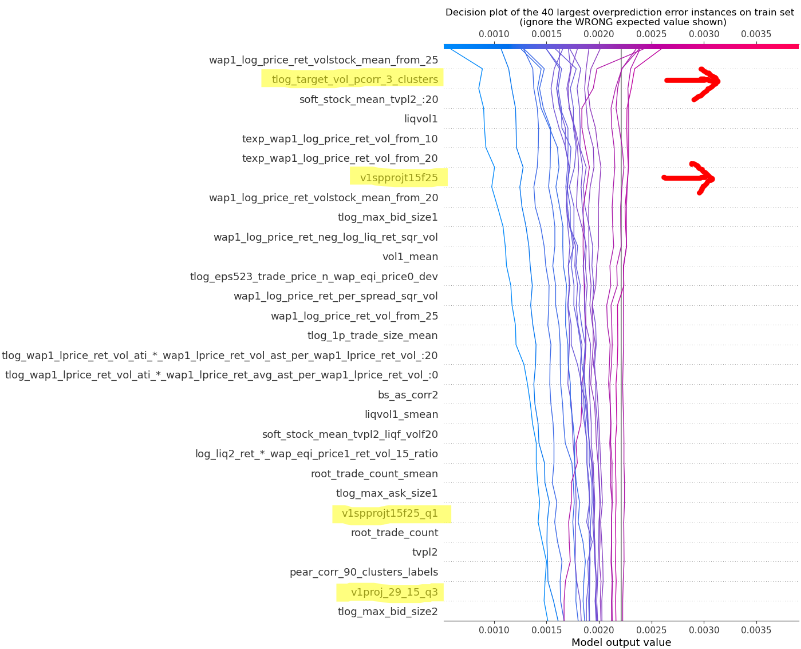 Decision plot of the 40 largest overprediction error instances on train set
(ignore the WRONG expected value shown)
0.0010 0.0015 0.0020 0.0025 0.0030 0.0035
wap1_log_price_ret_volstock_mean_from_25
tlog_target_vol_pcorr_3_clusters
soft_stock_mean_tvpl2_:20
liqvol1
texp_wap1_log_price_ret_vol_from_10
texp_wap1_log_price_ret_vol_from_20
v1spprojt15f25
wap1_log_price_ret_volstock_mean_from_20
tlog_max_bid_size1
wap1_log_price_ret_neg_log_liq_ret_sqr_vol
vol1_mean
tlog_eps523_trade_price_n_wap_eqi_price0_dev
wap1_log_price_ret_per_spread_sqr_vol
wap1_log_price_ret_vol_from_25
tlog_1p_trade_size_mean
tlog_wap1_lprice_ret_vol_ati_*_wap1_lprice_ret_vol_ast_per_wap1_lprice_ret_vol_:20
tlog_wap1_lprice_ret_vol_ati_*_wap1_lprice_ret_avg_ast_per_wap1_lprice_ret_vol_:0
bs_as_corr2
liqvol1_smean
soft_stock_mean_tvpl2_liqf_volf20
log_liq2_ret_*_wap_eqi_price1_ret_vol_15_ratio
root_trade_count_smean
tlog_max_ask_size1
v1spprojt15f25_q1
root_trade_count
tvpl2
pear_corr_90_clusters_labels
v1proj_29_15_q3
tlog_max_bid_size2
0.0010 0.0015 0.0020 0.0025 0.0030 0.0035
Model output value